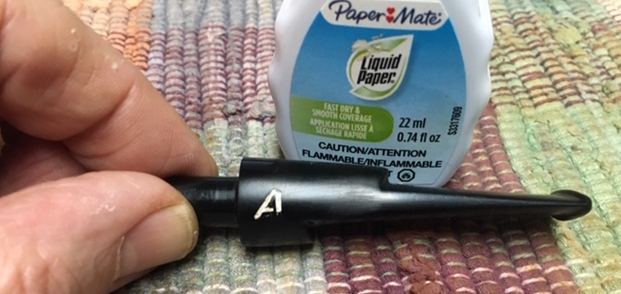 Paper Mate
Liquid
Paper
FAST DRY &
SMOOTH COVERAGE
APPLICATION LISSE À
SÉCHAGE RAPIDE
22 ml
0.74 fl oz
CAUTION/ATTENTION
FLAMMABLE/INFLAMMABLE
A